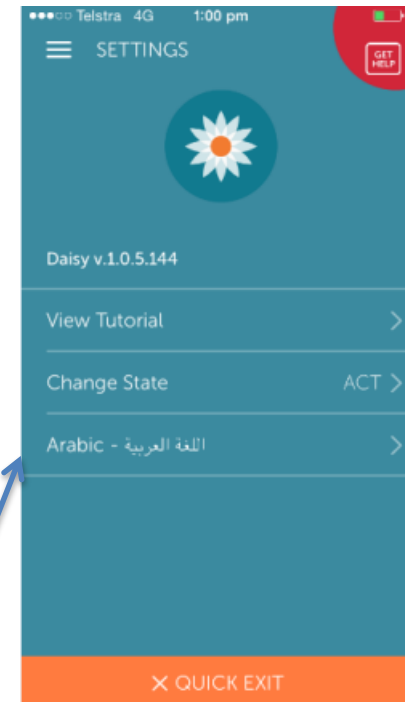 Telstra 4G 1:00 pm
SETTINGS
GET
HELP
Daisy v.1.0.5.144
View Tutorial
Change State ACT >
Arabic - اللغة العربية
X QUICK EXIT